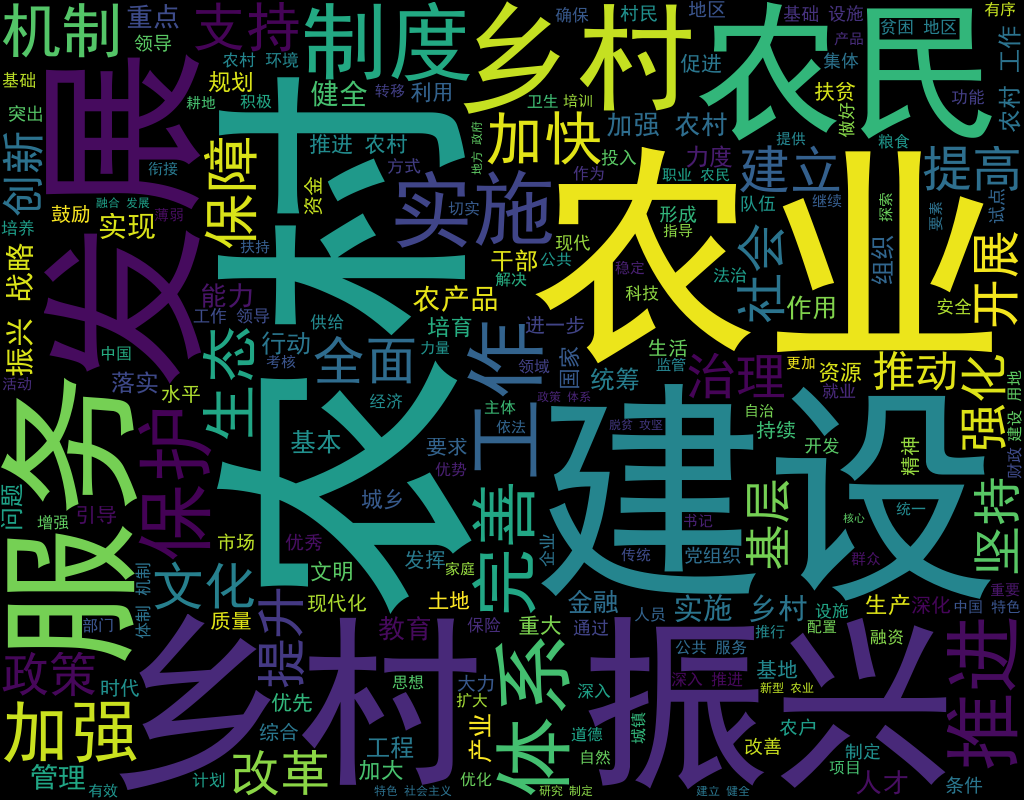 机制
重点
领导
支持
制度
乡村
农民
确保
村民
地区
基础 设施
贫困 地区
有序
产品
促进
集体
工作
农村 环境
基础
规划
健全
转移
利用
耕地
积极
卫生 培训
扶贫
做好
功能
农村
突出
展
村
加快
加强 农村
提供
粮食
创新
保障
推进 农村
地方 政府
投入
力度
建立
提高
衔接
方式
作为
职业 农民
继续
探索
试点
融合 发展
薄弱
鼓励
资金
实施
切实
形成
指导
队伍
要素
培养
实现
扶持
现代
农业
社会
组织
开展
战略
发
干部
公共
稳定
法治
解决
科技
能力
农产品
作用
安全
工作 领导
供给
培育
进一步
振兴
中国
生态
行动
考核
全面
力量
工作
领域
国家
生活
监管
治理
更加
资源
推动
强化
活动
落实
水平
统筹
就业
用地
政策 体系
服务
保护
农
经济
主体
依法
脱贫 攻坚
自治
持续
基本
要求
优势
建设
开发
精神
建设
财政
问题
增强
引导
城乡
完善
书记
基层
统一
核心
坚持
市场
优秀
发挥
家庭
企业
传统
党组织
群众
体制 机制
文化
文明
现代化
土地
金融
人员
实施 乡村
设施
生产
深化
中国 特色
重要
部门
质量
提升
教育
保险
重大
通过
推行
配置
融资
政策
时代
乡村
振兴
体系
公共 服务
推进
优先
思想
大力
扩大
深入
深入 推进
基地
新型 农业
加强
综合
产业
道德
城镇
农户
改善
制定
管理
有效
计划
改革
工程
加大
优化
自然
项目
人才
条件
特色 社会主义
研究 制定
建立 健全